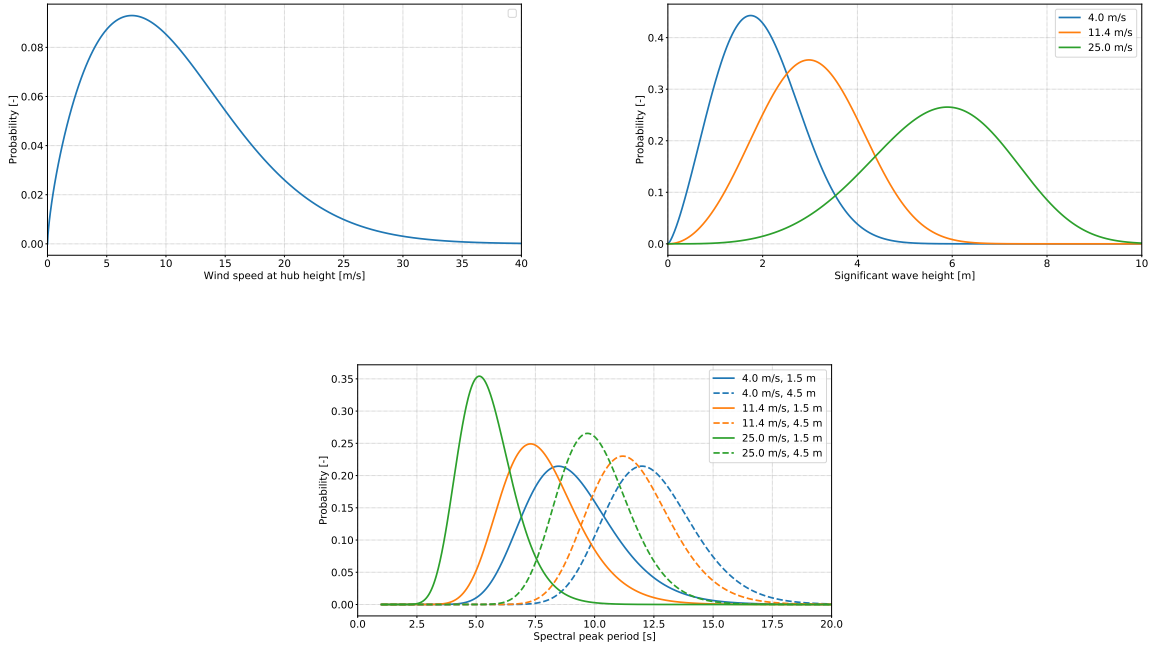 0.08
0.06
0.04
0.02
0.00
Probability [-]
0 5 10 15 20 25 30 35 40
Wind speed at hub height [m/s]
4.0 m/s
11.4 m/s
25.0 m/s
0.4
0.3
0.2
0.1
0.0
Probability [-]
0 2 4 6 8 10
Significant wave height [m]
4.0 m/s, 1.5 m
4.0 m/s, 4.5 m
11.4 m/s, 1.5 m
11.4 m/s, 4.5 m
25.0 m/s, 1.5 m
25.0 m/s, 4.5 m
0.35
0.30
0.25
0.20
0.15
0.10
0.05
0.00
Probability [-]
0.0 2.5 5.0 7.5 10.0 12.5 15.0 17.5 20.0
Spectral peak period [s]